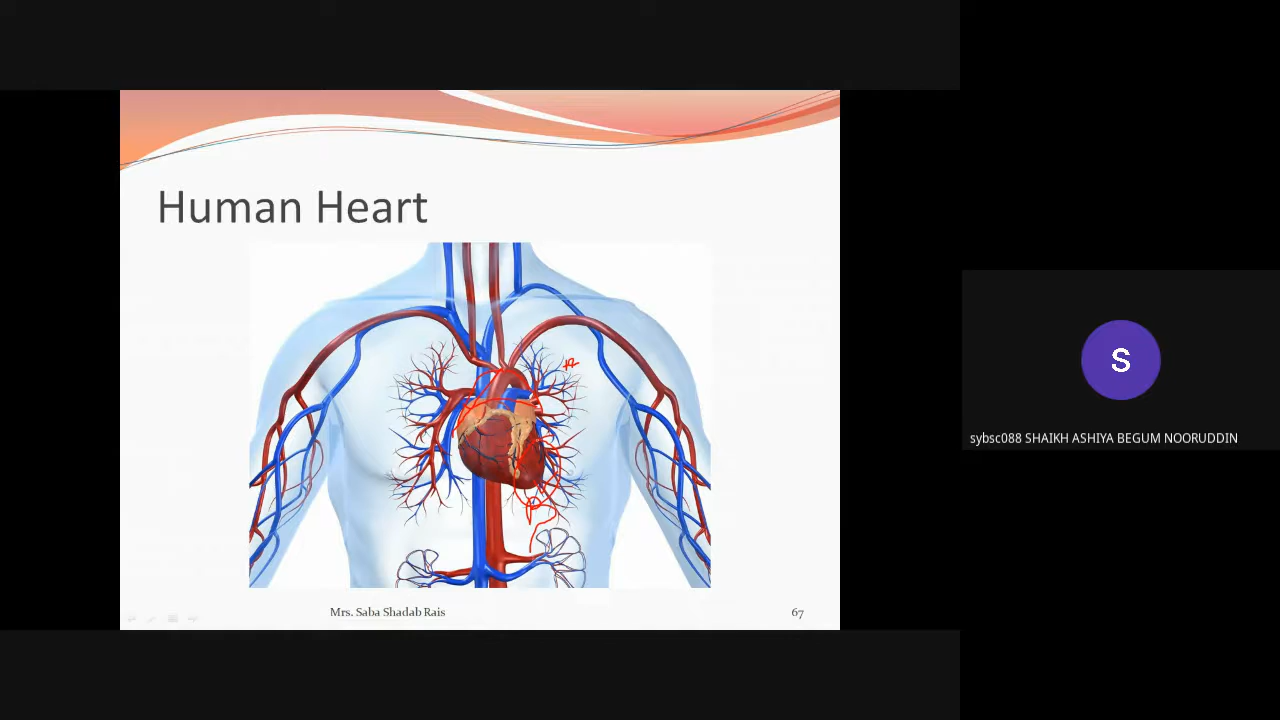 Human Heart
Mrs. Saba Shadab Rais
67
S
sybsc088 SHAIKH ASHIYA BEGUM NOORUDDIN